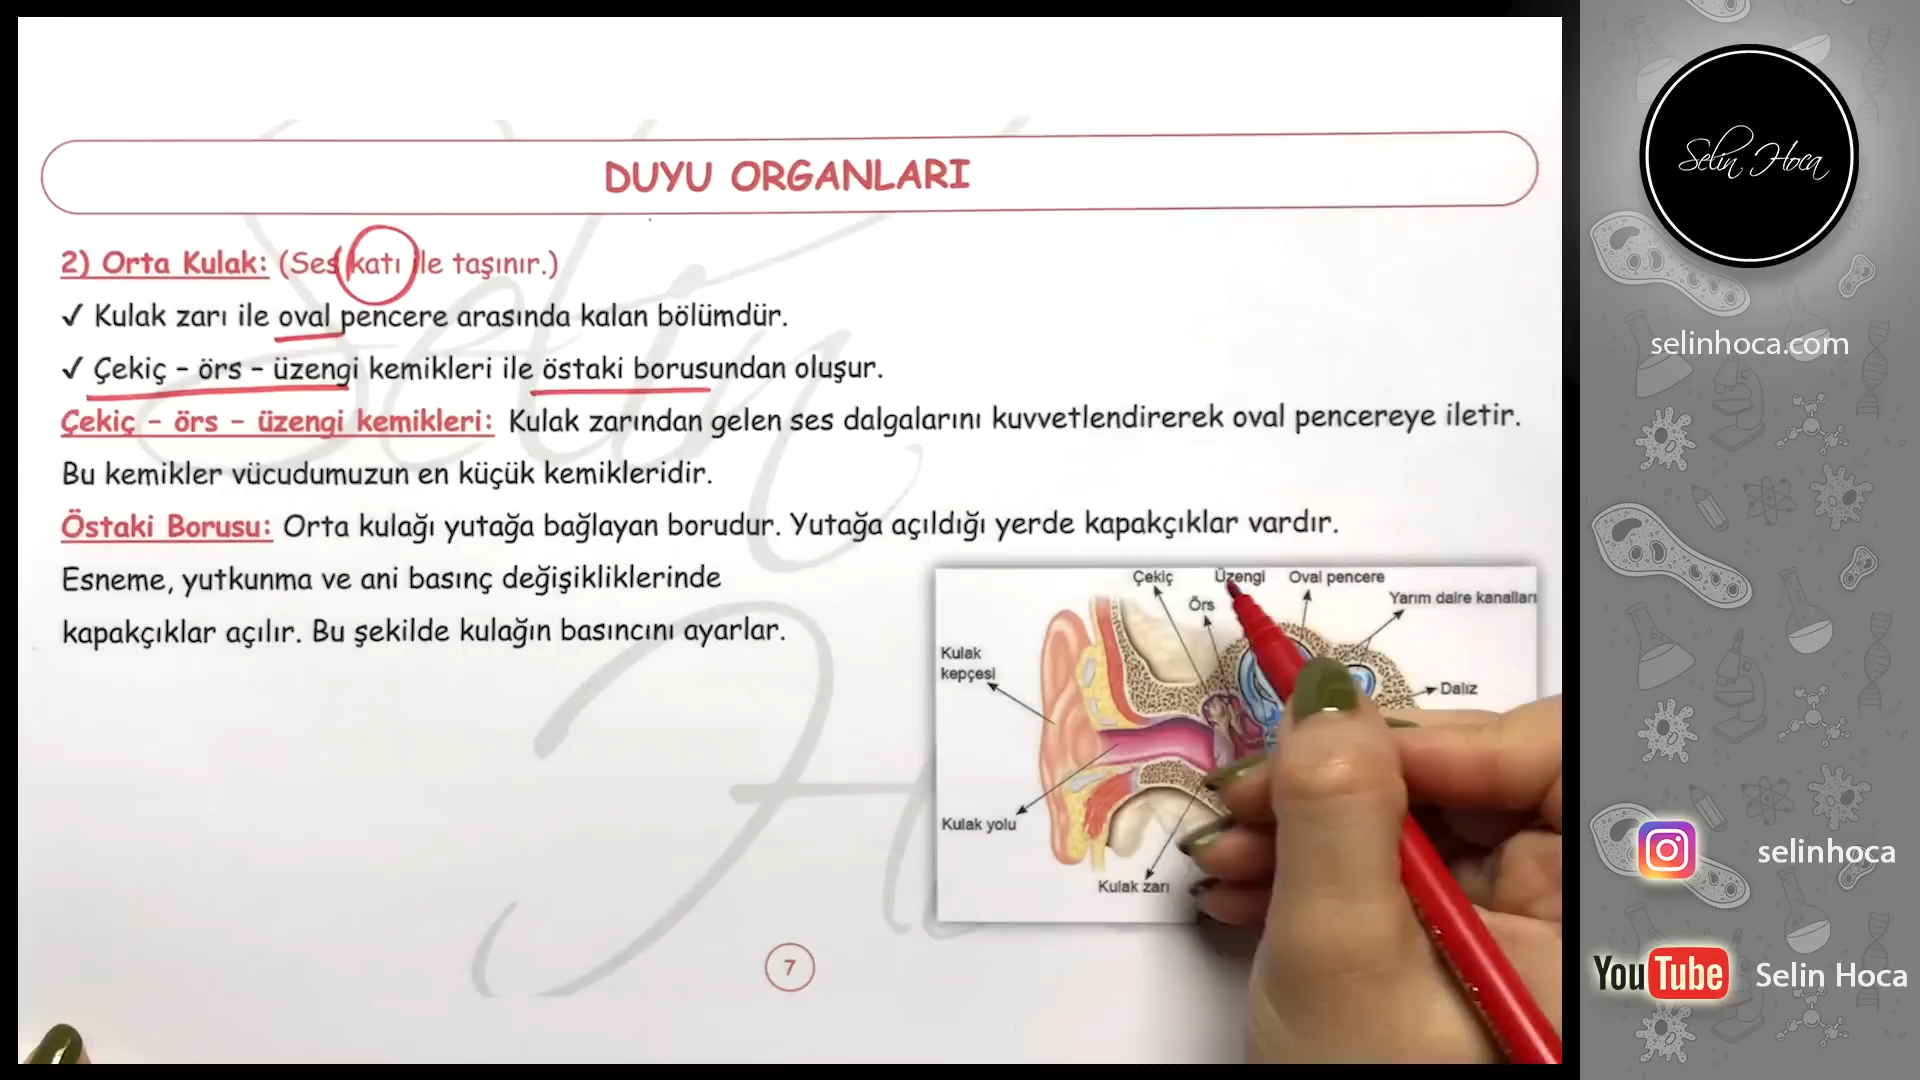 DUYU ORGANLARI
2) Orta Kulak: (Ses katı ile taşınır.)
✓ Kulak zarı ile oval pencere arasında kalan bölümdür.
✓ Çekiç – örs – üzengi kemikleri ile östaki borusundan oluşur.
Çekiç – örs – üzengi kemikleri: Kulak zarından gelen ses dalgalarını kuvvetlendirerek oval pencereye iletir.
Bu kemikler vücudumuzun en küçük kemikleridir.
Östaki Borusu: Orta kulağı yutağa bağlayan borudur. Yutağa açıldığı yerde kapakçıklar vardır.
Esneme, yutkunma ve ani basınç değişikliklerinde
kapakçıklar açılır. Bu şekilde kulağın basıncını ayarlar.
Çekiç
Üzengi
Oval pencere
Örs
Yarım daire kanalları
Kulak
kepçesi
Dalız
Kulak yolu
Kulak zarı
7
Selin Hoca
selinhoca.com
selinhoca
YouTube Selin Hoca